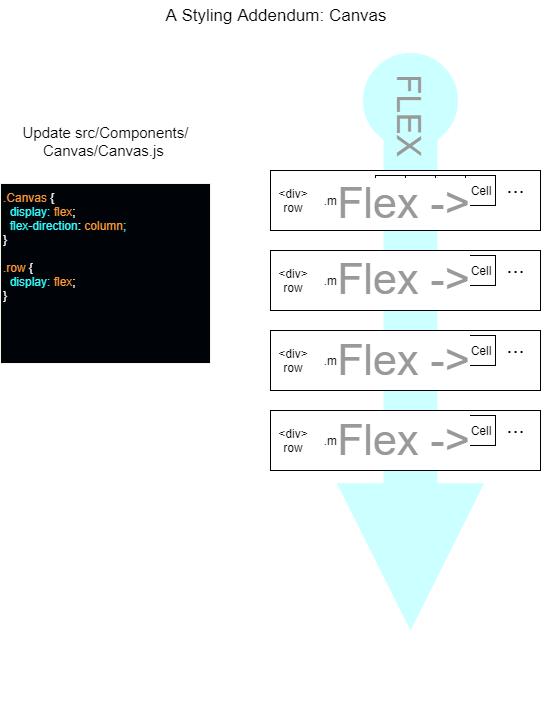 A Styling Addendum: Canvas
FLEX
Update src/Components/
Canvas/Canvas.js
.Canvas {
display: flex;
flex-direction: column;
}
.row {
display: flex;
}
<div>
row
.m
Flex ->
Cell
...
<div>
row
.m
Flex ->
Cell
...
<div>
row
.m
Flex ->
Cell
...
<div>
row
.m
Flex ->
Cell
...